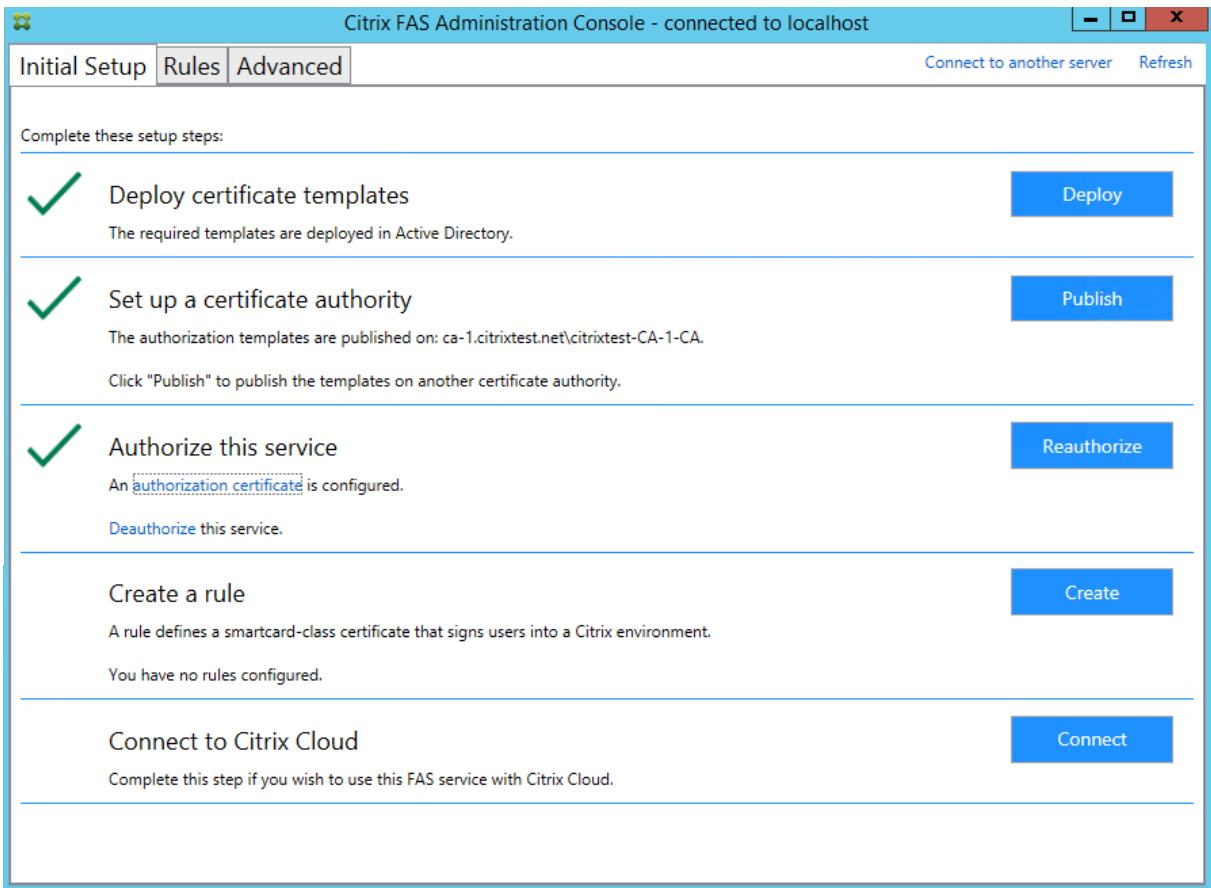 Citrix FAS Administration Console - connected to localhost
Initial Setup Rules Advanced Connect to another server Refresh
Complete these setup steps:
Deploy certificate templates
Deploy
The required templates are deployed in Active Directory.
Set up a certificate authority
Publish
The authorization templates are published on: ca-1.citrixtest.net\citrixtest-CA-1-CA.
Click "Publish" to publish the templates on another certificate authority.
Authorize this service
Reauthorize
An authorization certificate is configured.
Deauthorize this service.
Create a rule
Create
A rule defines a smartcard-class certificate that signs users into a Citrix environment.
You have no rules configured.
Connect to Citrix Cloud
Connect
Complete this step if you wish to use this FAS service with Citrix Cloud.